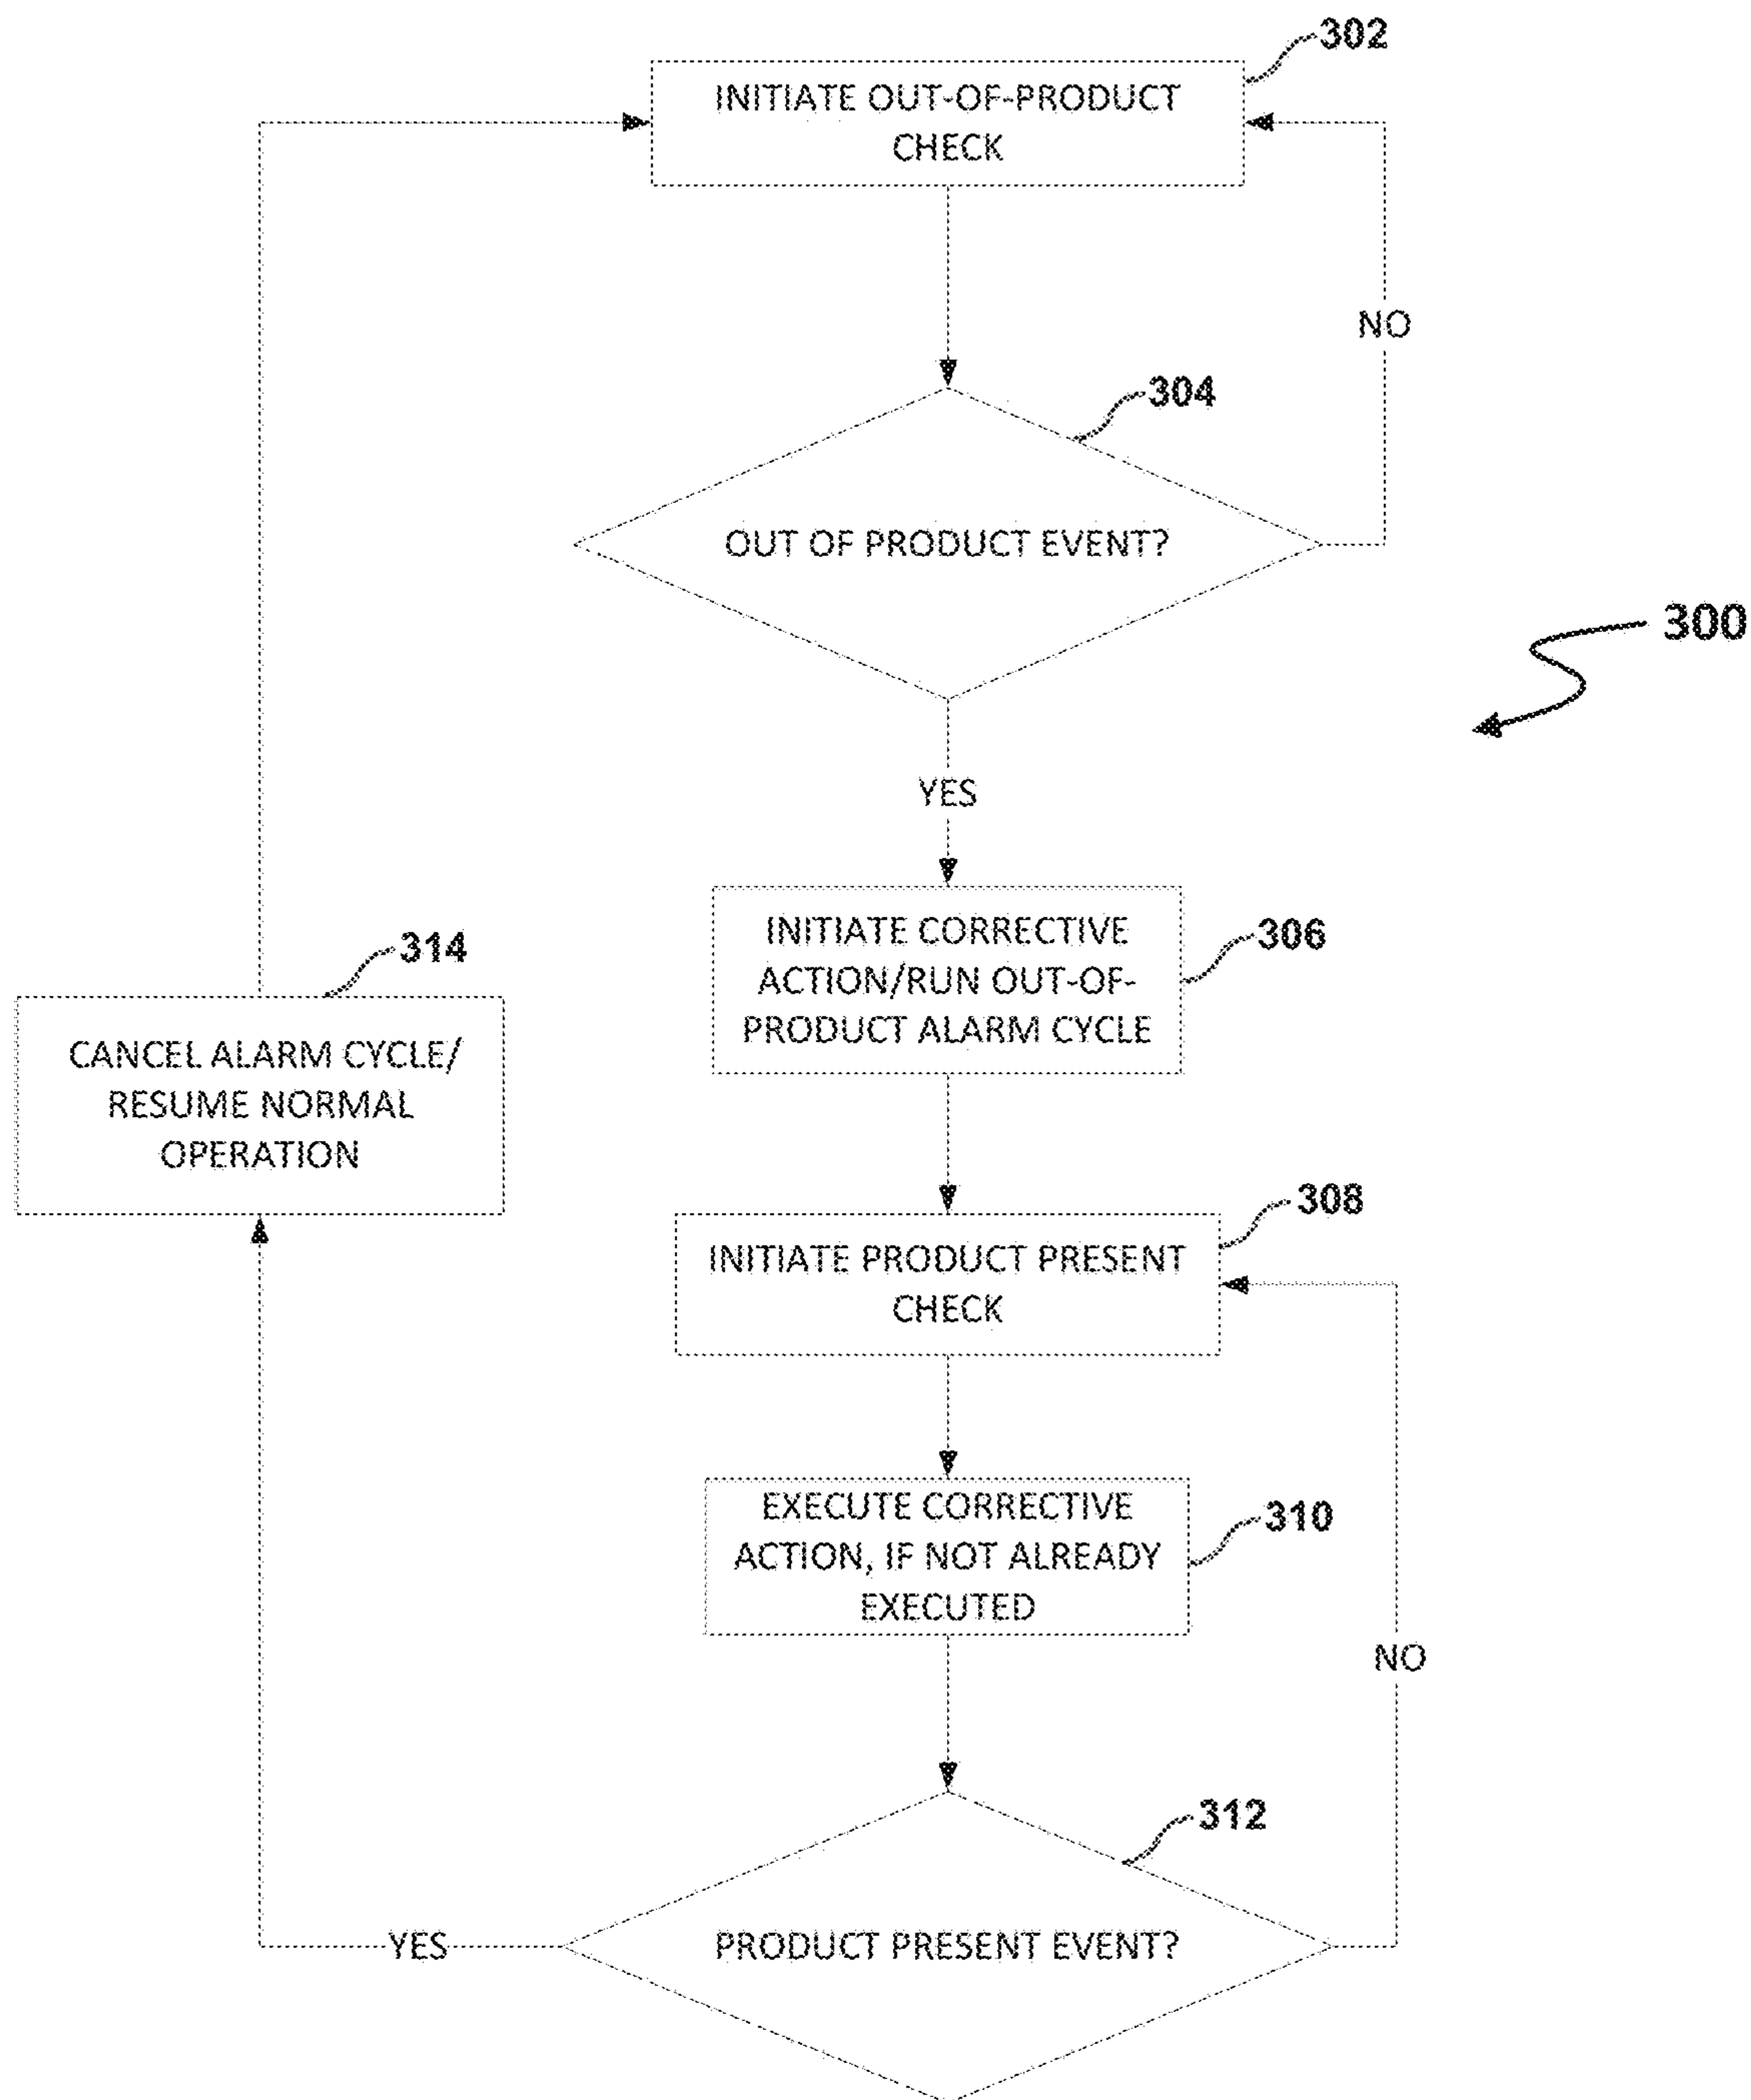 302
INITIATE OUT-OF-PRODUCT
CHECK
NO
304
OUT OF PRODUCT EVENT?
300
YES
306
INITIATE CORRECTIVE
ACTION/RUN OUT-OF-
PRODUCT ALARM CYCLE
314
CANCEL ALARM CYCLE/
RESUME NORMAL
OPERATION
308
INITIATE PRODUCT PRESENT
CHECK
310
EXECUTE CORRECTIVE
ACTION, IF NOT ALREADY
EXECUTED
NO
312
PRODUCT PRESENT EVENT?
YES